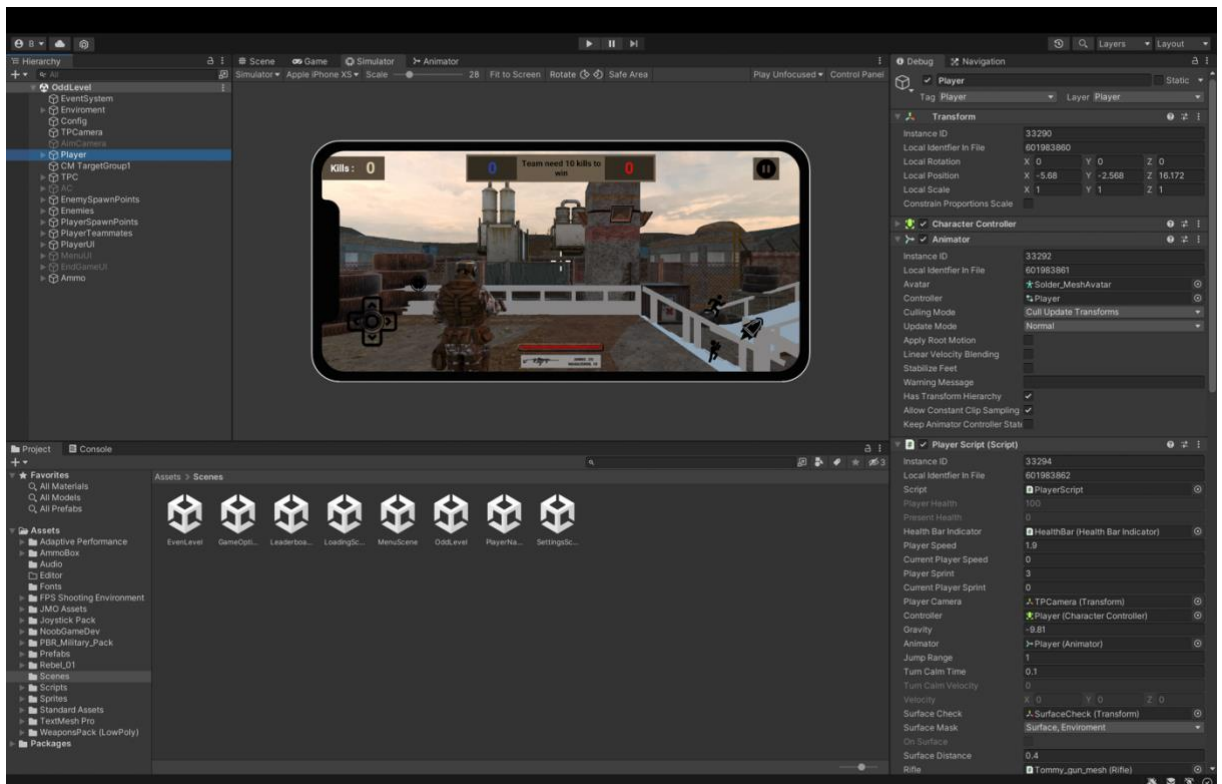 B
Layers
Layout
Hierarchy
Scene
Game
Simulator
Animator
Debug
Navigation
All
Simulator
Apple iPhone XS
Scale
28
Fit to Screen
Rotate
Safe Area
Play Unfocused
Control Panel
OddLevel
EventSystem
Enviroment
Config
TPCamera
AimCamera
Player
CM TargetGroup1
TPC
AC
EnemySpawnPoints
Enemies
PlayerSpawnPoints
PlayerTeammates
PlayerUI
MenuUI
EndGameUI
Ammo
Kills : 0
0
Team need 10 kills to
win
0
Player
Static
Tag Player
Layer Player
Transform
Instance ID 33290
Local Identfier In File 601983860
Local Rotation X 0 Y 0 Z 0
Local Position X -5.68 Y -2.568 Z 16.172
Local Scale X 1 Y 1 Z 1
Constrain Proportions Scale
Character Controller
Animator
Instance ID 33292
Local Identfier In File 601983861
Avatar Solder_MeshAvatar
Controller Player
Culling Mode Cull Update Transforms
Update Mode Normal
Apply Root Motion
Linear Velocity Blending
Stabilize Feet
Warning Message
Has Transform Hierarchy
Allow Constant Clip Sampling
Keep Animator Controller State
Player Script (Script)
Instance ID 33294
Local Identfier In File 601983862
Script PlayerScript
Player Health 100
Present Health 0
Health Bar Indicator HealthBar (Health Bar Indicator)
Player Speed 1.9
Current Player Speed 0
Player Sprint 3
Current Player Sprint 0
Player Camera TPCamera (Transform)
Controller Player (Character Controller)
Gravity -9.81
Animator Player (Animator)
Jump Range 1
Turn Calm Time 0.1
Turn Calm Velocity 0
Velocity X 0 Y 0 Z 0
Surface Check SurfaceCheck (Transform)
Surface Mask Surface, Enviroment
On Surface
Surface Distance 0.4
Rifle Tommy_gun_mesh (Rifle)
Project
Console
3
Favorites
All Materials
All Models
All Prefabs
Assets
Adaptive Performance
AmmoBox
Audio
Editor
Fonts
FPS Shooting Environment
JMO Assets
Joystick Pack
NoobGameDev
PBR_Military_Pack
Prefabs
Rebel_01
Scenes
Scripts
Sprites
Standard Assets
TextMesh Pro
WeaponsPack (LowPoly)
Packages
Assets > Scenes
EvenLevel
GameOpti...
Leaderboa...
LoadingSc...
MenuScene
OddLevel
PlayerNa...
SettingsSc...